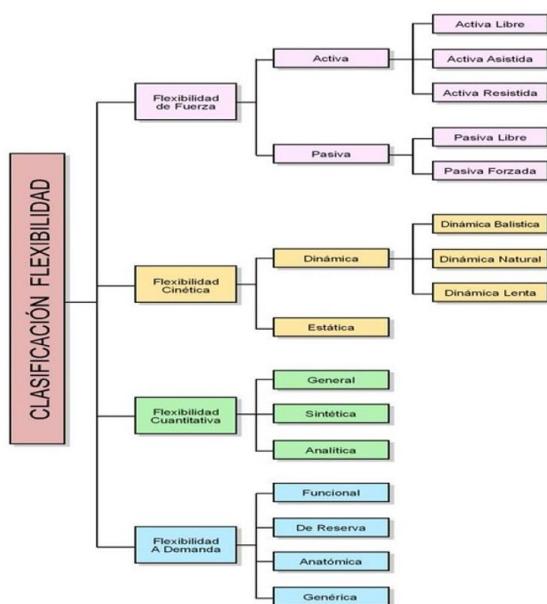 CLASIFICACIÓN FLEXIBILIDAD
Flexibilidad
de Fuerza
Activa
Activa Libre
Activa Asistida
Activa Resistida
Pasiva
Pasiva Libre
Pasiva Forzada
Flexibilidad
Cinética
Dinámica
Dinámica Balística
Dinámica Natural
Dinámica Lenta
Estática
Flexibilidad
Cuantitativa
General
Sintética
Analítica
Flexibilidad
A Demanda
Funcional
De Reserva
Anatómica
Genérica